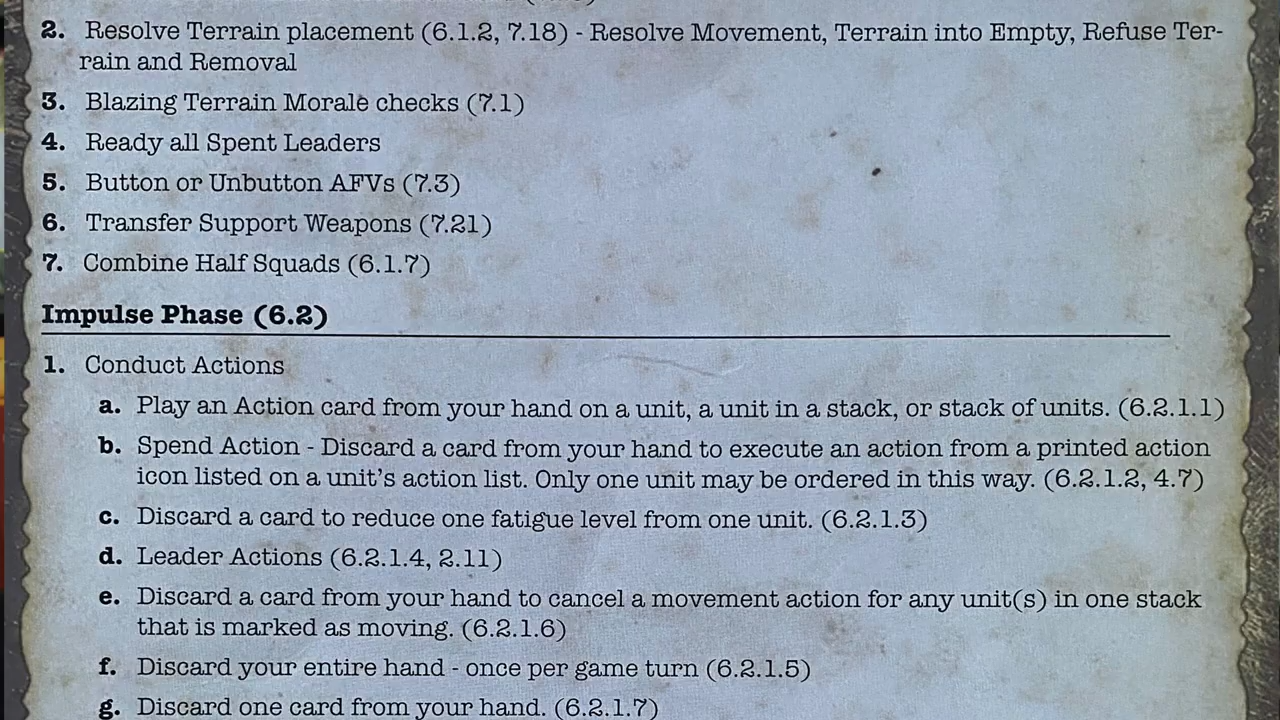 2. Resolve Terrain placement (6.1.2, 7.18) - Resolve Movement, Terrain into Empty, Refuse Ter-
rain and Removal
3. Blazing Terrain Morale checks (7.1)
4. Ready all Spent Leaders
5. Button or Unbutton AFVs (7.3)
6. Transfer Support Weapons (7.21)
7. Combine Half Squads (6.1.7)
Impulse Phase (6.2)
1. Conduct Actions
a. Play an Action card from your hand on a unit, a unit in a stack, or stack of units. (6.2.1.1)
b. Spend Action - Discard a card from your hand to execute an action from a printed action
icon listed on a unit's action list. Only one unit may be ordered in this way. (6.2.1.2, 4.7)
c. Discard a card to reduce one fatigue level from one unit. (6.2.1.3)
d. Leader Actions (6.2.1.4, 2.11)
e. Discard a card from your hand to cancel a movement action for any unit(s) in one stack
that is marked as moving. (6.2.1.6)
f. Discard your entire hand - once per game turn (6.2.1.5)
g. Discard one card from your hand. (6.2.1.7)